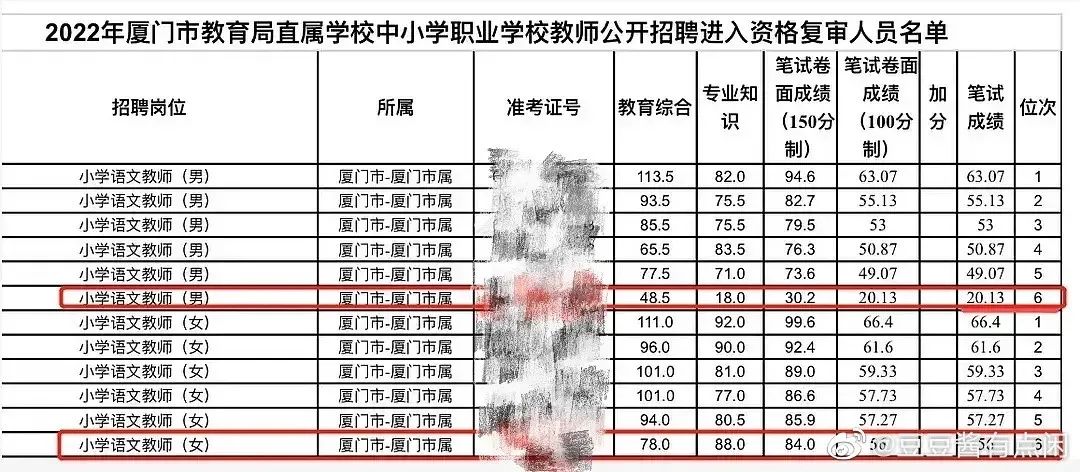 2022年厦门市教育局直属学校中小学职业学校教师公开招聘进入资格复审人员名单
招聘岗位 所属 准考证号 教育综合 专业知识 笔试卷面成绩（150分制） 笔试卷面成绩（100分制） 加分 笔试成绩 位次
小学语文教师（男） 厦门市-厦门市属 113.5 82.0 94.6 63.07 63.07 1
小学语文教师（男） 厦门市-厦门市属 93.5 75.5 82.7 55.13 55.13 2
小学语文教师（男） 厦门市-厦门市属 85.5 75.5 79.5 53 53 3
小学语文教师（男） 厦门市-厦门市属 65.5 83.5 76.3 50.87 50.87 4
小学语文教师（男） 厦门市-厦门市属 77.5 71.0 73.6 49.07 49.07 5
小学语文教师（男） 厦门市-厦门市属 48.5 18.0 30.2 20.13 20.13 6
小学语文教师（女） 厦门市-厦门市属 111.0 92.0 99.6 66.4 66.4 1
小学语文教师（女） 厦门市-厦门市属 96.0 90.0 92.4 61.6 61.6 2
小学语文教师（女） 厦门市-厦门市属 101.0 81.0 89.0 59.33 59.33 3
小学语文教师（女） 厦门市-厦门市属 101.0 77.0 86.6 57.73 57.73 4
小学语文教师（女） 厦门市-厦门市属 94.0 80.5 85.9 57.27 57.27 5
小学语文教师（女） 厦门市-厦门市属 78.0 88.0 84.0 56 56 6
@豆豆酱有点闲